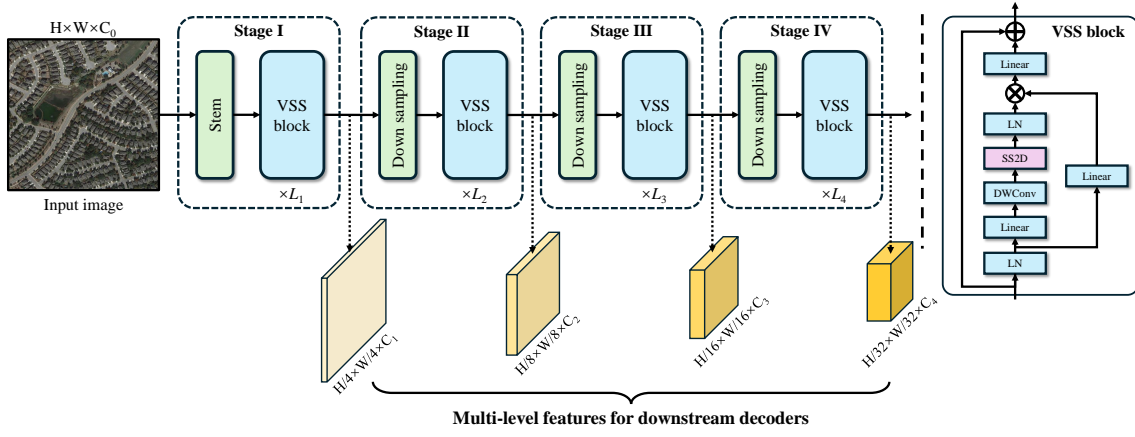 H×W×C₀
Input image
Stage I
Stem
VSS
block
×L₁
Stage II
Down sampling
VSS
block
×L₂
Stage III
Down sampling
VSS
block
×L₃
Stage IV
Down sampling
VSS
block
×L₄
H/4×W/4×C₁
H/8×W/8×C₂
H/16×W/16×C₃
H/32×W/32×C₄
Multi-level features for downstream decoders
VSS block
Linear
LN
SS2D
Linear
DWConv
Linear
LN